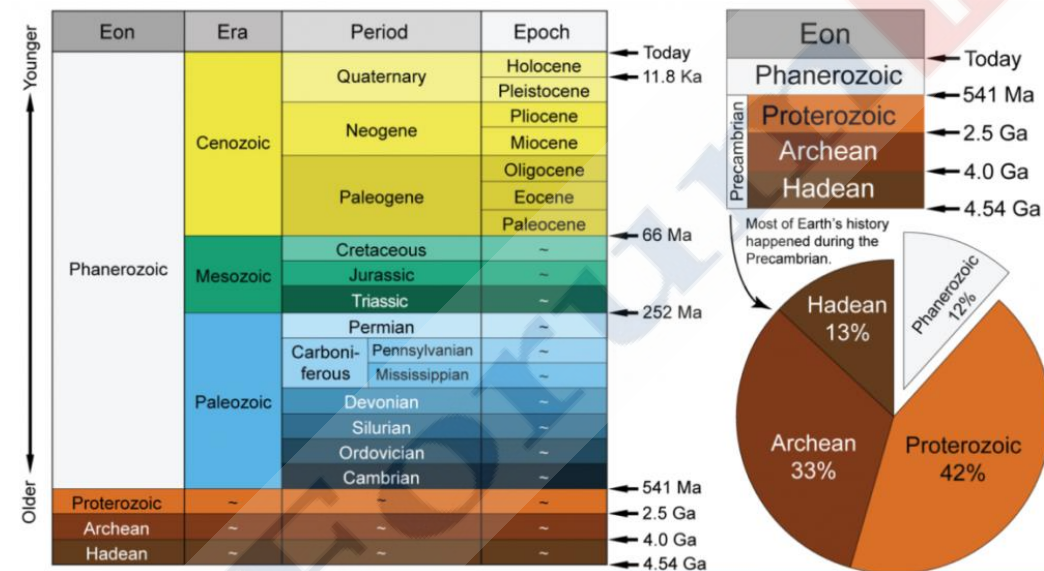 Eon Era Period Epoch
Younger
Older
Today
Holocene
Quaternary
11.8 Ka
Pleistocene
Pliocene
Neogene
Miocene
Cenozoic
Oligocene
Paleogene
Eocene
Paleocene
66 Ma
Cretaceous ~
Phanerozoic
Mesozoic
Jurassic ~
Triassic ~
252 Ma
Permian ~
Carboni-
ferous
Pennsylvanian ~
Mississippian ~
Paleozoic
Devonian ~
Silurian ~
Ordovician ~
Cambrian ~
541 Ma
Proterozoic ~ ~ ~
2.5 Ga
Archean ~ ~ ~
4.0 Ga
Hadean ~ ~ ~
4.54 Ga
Eon
Today
Phanerozoic
541 Ma
Precambrian
Proterozoic
2.5 Ga
Archean
4.0 Ga
Hadean
4.54 Ga
Most of Earth's history
happened during the
Precambrian.
Phanerozoic
12%
Hadean
13%
Archean
33%
Proterozoic
42%